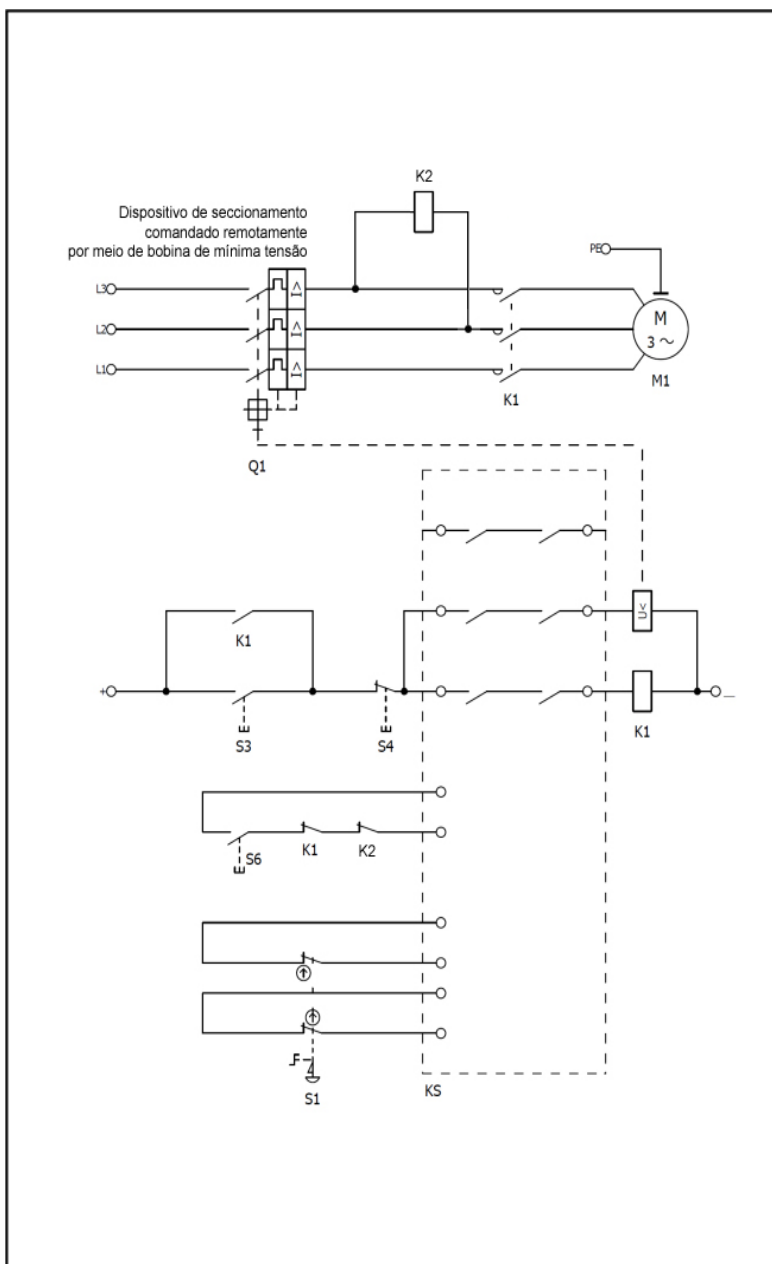 K2
Dispositivo de seccionamento
comandado remotamente
por meio de bobina de mínima tensão
PE
L3
I>
L2
I>
M
3 ~
L1
I>
K1
M1
Q1
U<
K1
+
—
S3
S4
K1
S6
K1
K2
S1
KS